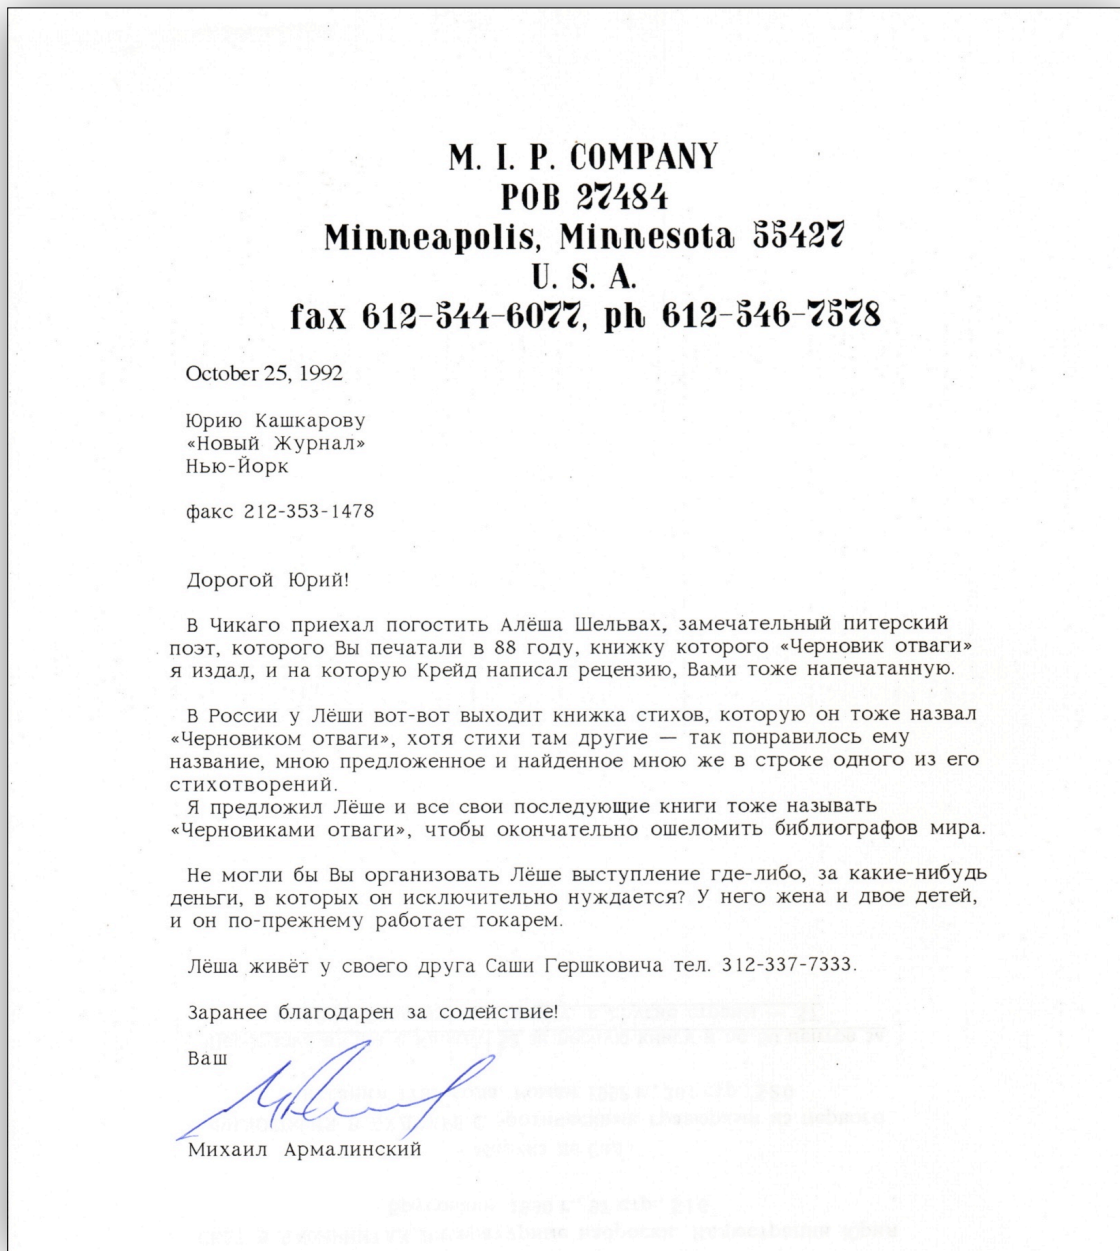 M. I. P. COMPANY
POB 27484
Minneapolis, Minnesota 55427
U. S. A.
fax 612-544-6077, ph 612-546-7578
October 25, 1992
Юрию Кашкарову
«Новый Журнал»
Нью-Йорк
факс 212-353-1478
Дорогой Юрий!
В Чикаго приехал погостить Алёша Шельвах, замечательный питерский
поэт, которого Вы печатали в 88 году, книжку которого «Черновик отваги»
я издал, и на которую Крейд написал рецензию, Вами тоже напечатанную.
В России у Лёши вот-вот выходит книжка стихов, которую он тоже назвал
«Черновиком отваги», хотя стихи там другие — так понравилось ему
название, мною предложенное и найденное мною же в строке одного из его
стихотворений.
Я предложил Лёше и все свои последующие книги тоже называть
«Черновиками отваги», чтобы окончательно ошеломить библиографов мира.
Не могли бы Вы организовать Лёше выступление где-либо, за какие-нибудь
деньги, в которых он исключительно нуждается? У него жена и двое детей,
и он по-прежнему работает токарем.
Лёша живёт у своего друга Саши Гершковича тел. 312-337-7333.
Заранее благодарен за содействие!
Ваш
Михаил Армалинский